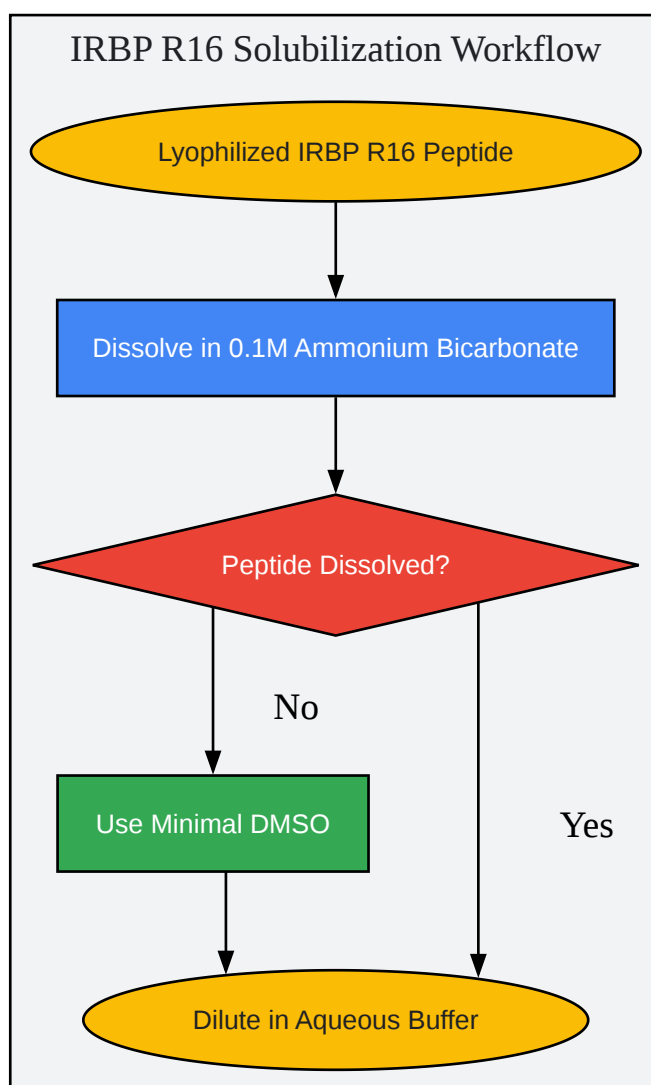 IRBP R16 Solubilization Workflow
Lyophilized IRBP R16 Peptide
Dissolve in 0.1M Ammonium Bicarbonate
Peptide Dissolved?
No
Use Minimal DMSO
Yes
Dilute in Aqueous Buffer